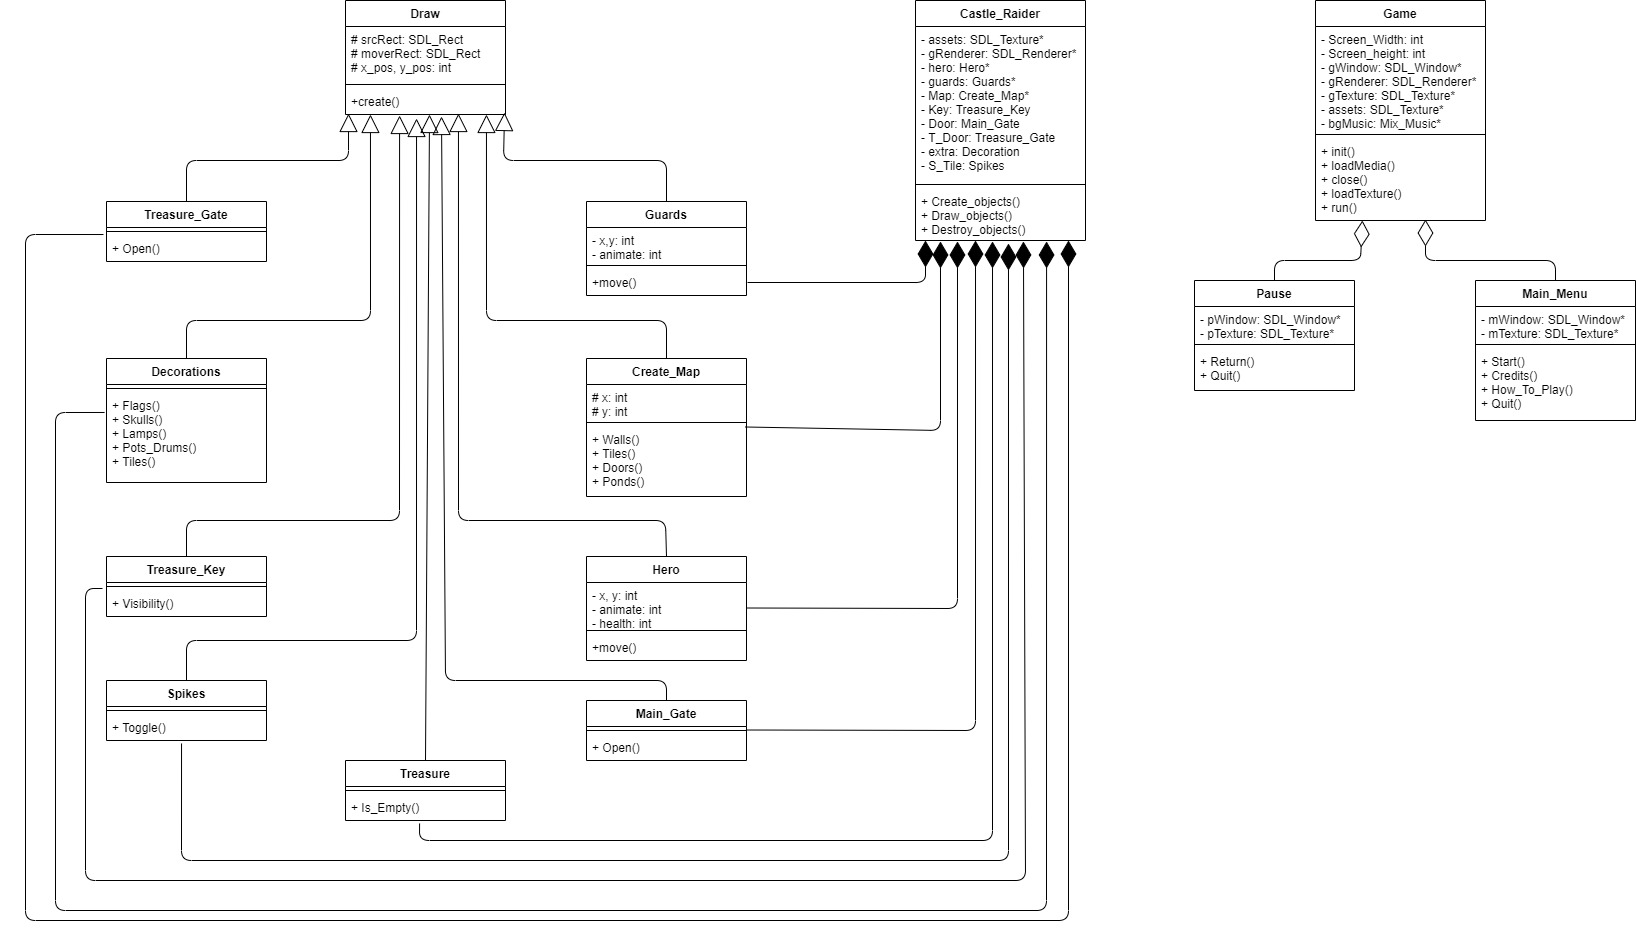 Draw
# srcRect: SDL_Rect
# moverRect: SDL_Rect
# x_pos, y_pos: int
+create()
Castle_Raider
- assets: SDL_Texture*
- gRenderer: SDL_Renderer*
- hero: Hero*
- guards: Guards*
- Map: Create_Map*
- Key: Treasure_Key
- Door: Main_Gate
- T_Door: Treasure_Gate
- extra: Decoration
- S_Tile: Spikes
+ Create_objects()
+ Draw_objects()
+ Destroy_objects()
Game
- Screen_Width: int
- Screen_height: int
- gWindow: SDL_Window*
- gRenderer: SDL_Renderer*
- gTexture: SDL_Texture*
- assets: SDL_Texture*
- bgMusic: Mix_Music*
+ init()
+ loadMedia()
+ close()
+ loadTexture()
+ run()
Treasure_Gate
+ Open()
Guards
- x,y: int
- animate: int
+move()
Pause
- pWindow: SDL_Window*
- pTexture: SDL_Texture*
+ Return()
+ Quit()
Main_Menu
- mWindow: SDL_Window*
- mTexture: SDL_Texture*
+ Start()
+ Credits()
+ How_To_Play()
+ Quit()
Decorations
+ Flags()
+ Skulls()
+ Lamps()
+ Pots_Drums()
+ Tiles()
Create_Map
# x: int
# y: int
+ Walls()
+ Tiles()
+ Doors()
+ Ponds()
Treasure_Key
+ Visibility()
Hero
- x, y: int
- animate: int
- health: int
+move()
Spikes
+ Toggle()
Main_Gate
+ Open()
Treasure
+ Is_Empty()